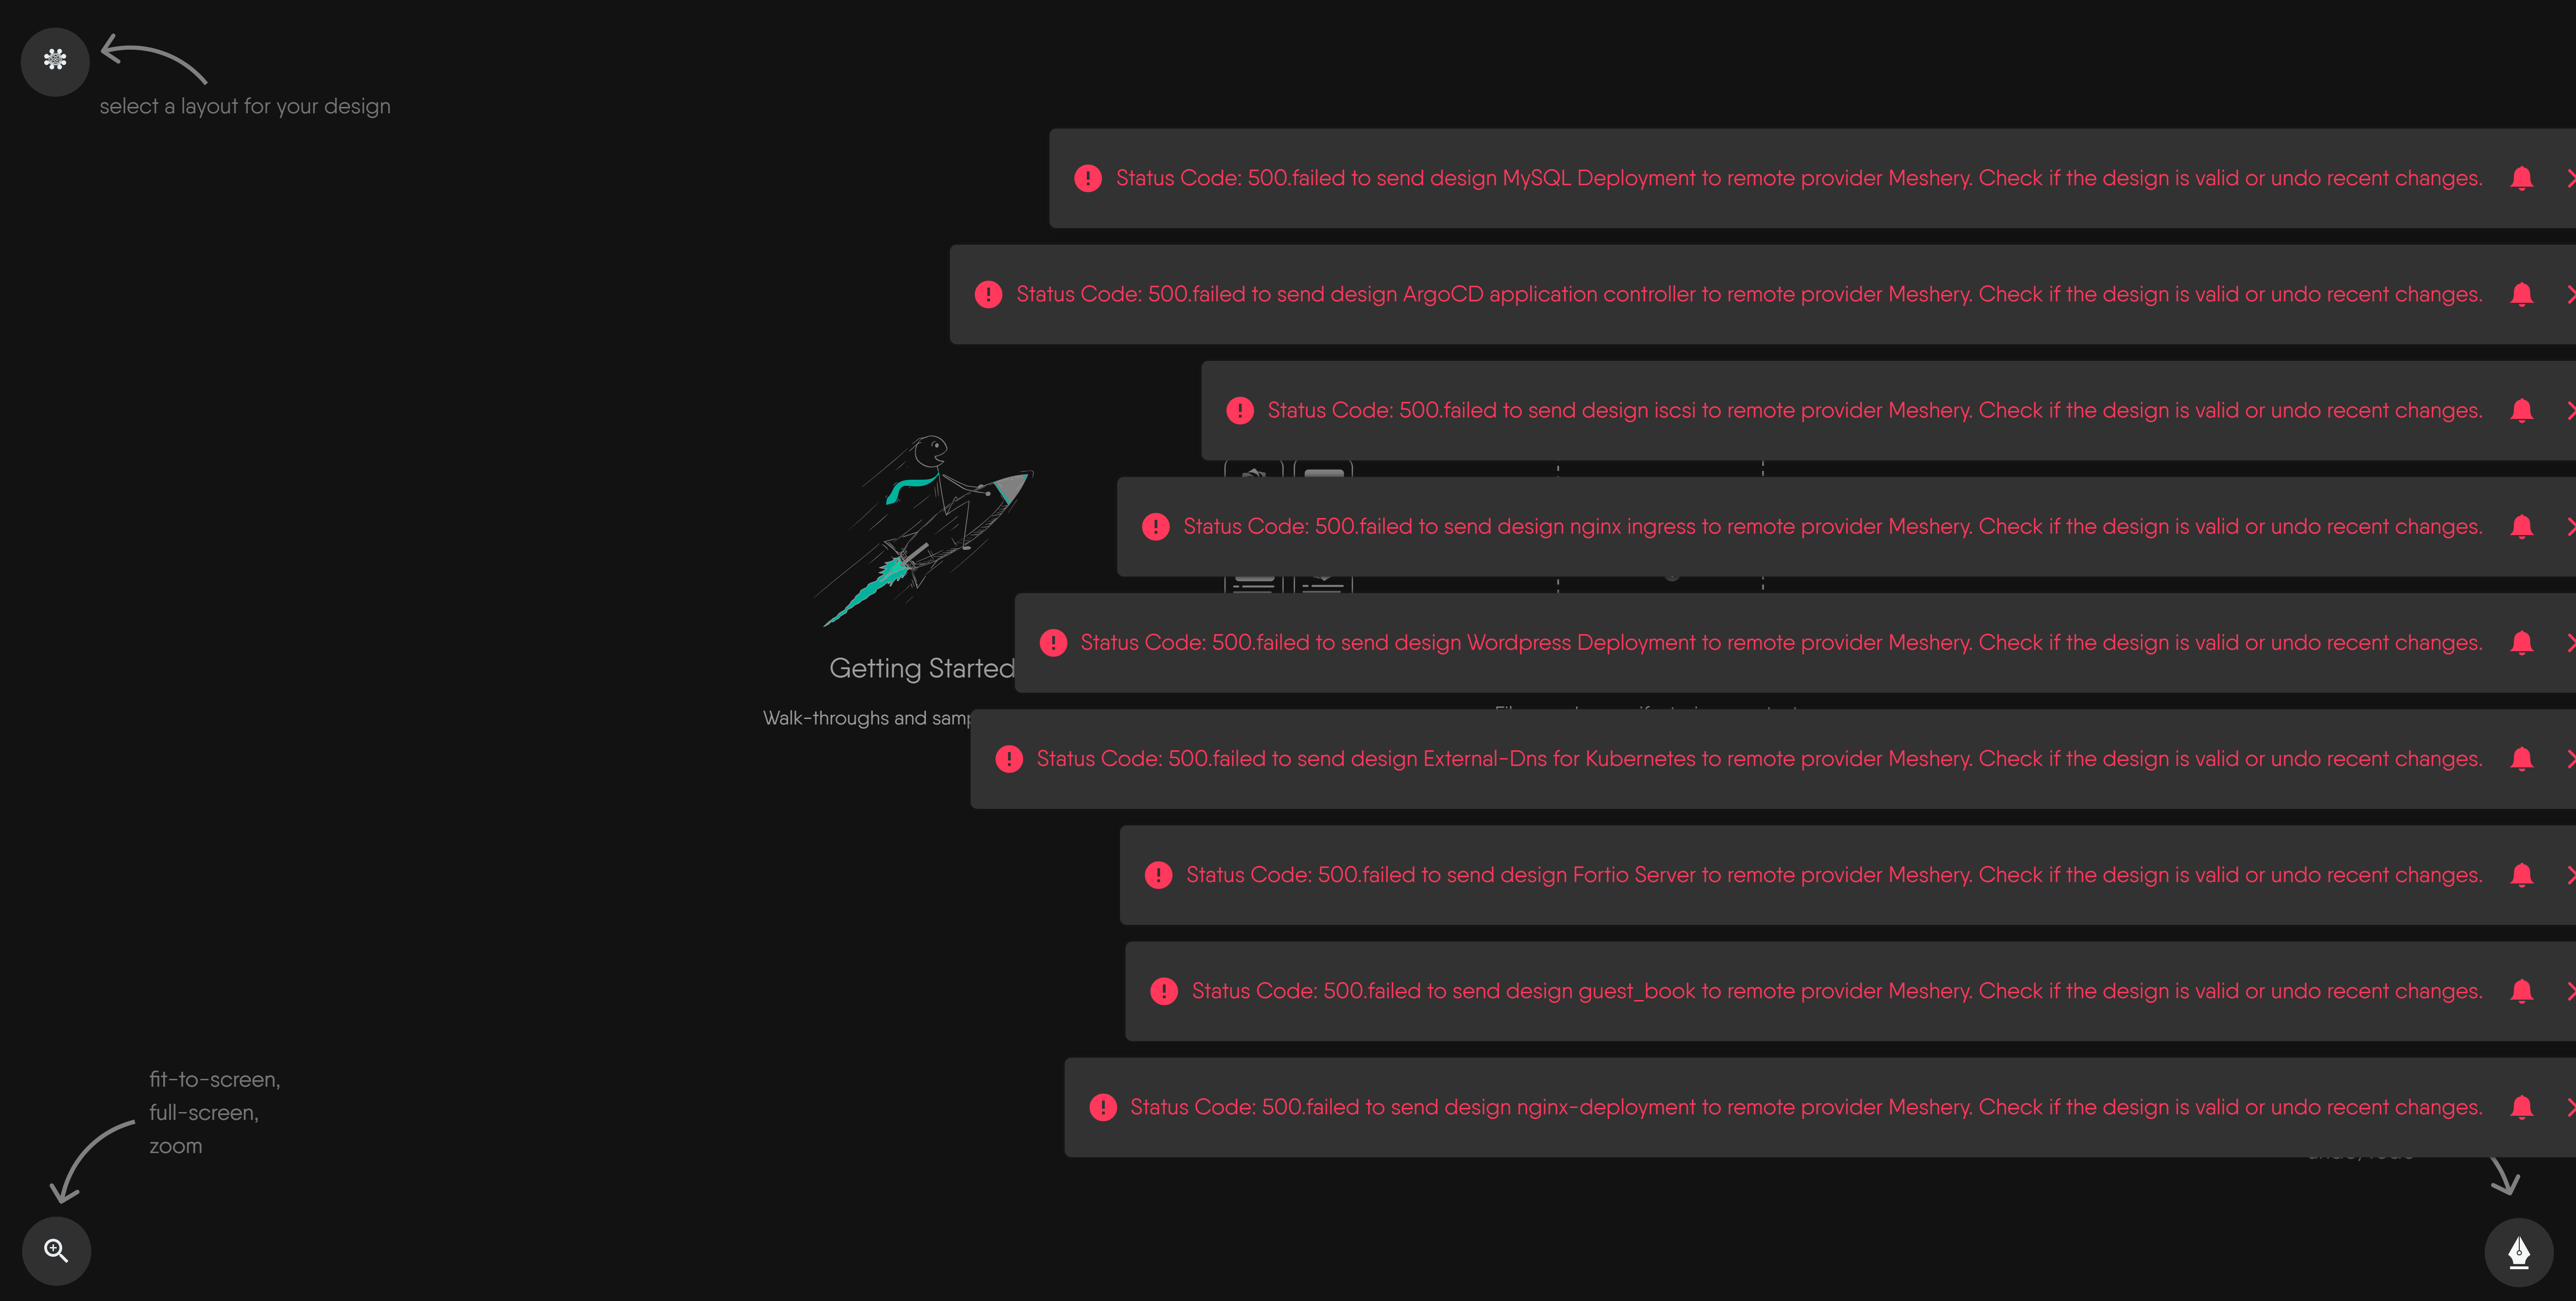 select a layout for your design
Status Code: 500.failed to send design MySQL Deployment to remote provider Meshery. Check if the design is valid or undo recent changes.
Status Code: 500.failed to send design ArgoCD application controller to remote provider Meshery. Check if the design is valid or undo recent changes.
Status Code: 500.failed to send design iscsi to remote provider Meshery. Check if the design is valid or undo recent changes.
Status Code: 500.failed to send design nginx ingress to remote provider Meshery. Check if the design is valid or undo recent changes.
Status Code: 500.failed to send design Wordpress Deployment to remote provider Meshery. Check if the design is valid or undo recent changes.
Getting Started
Walk-throughs and samp
Status Code: 500.failed to send design External-Dns for Kubernetes to remote provider Meshery. Check if the design is valid or undo recent changes.
Status Code: 500.failed to send design Fortio Server to remote provider Meshery. Check if the design is valid or undo recent changes.
Status Code: 500.failed to send design guest_book to remote provider Meshery. Check if the design is valid or undo recent changes.
Status Code: 500.failed to send design nginx-deployment to remote provider Meshery. Check if the design is valid or undo recent changes.
fit-to-screen,
full-screen,
zoom